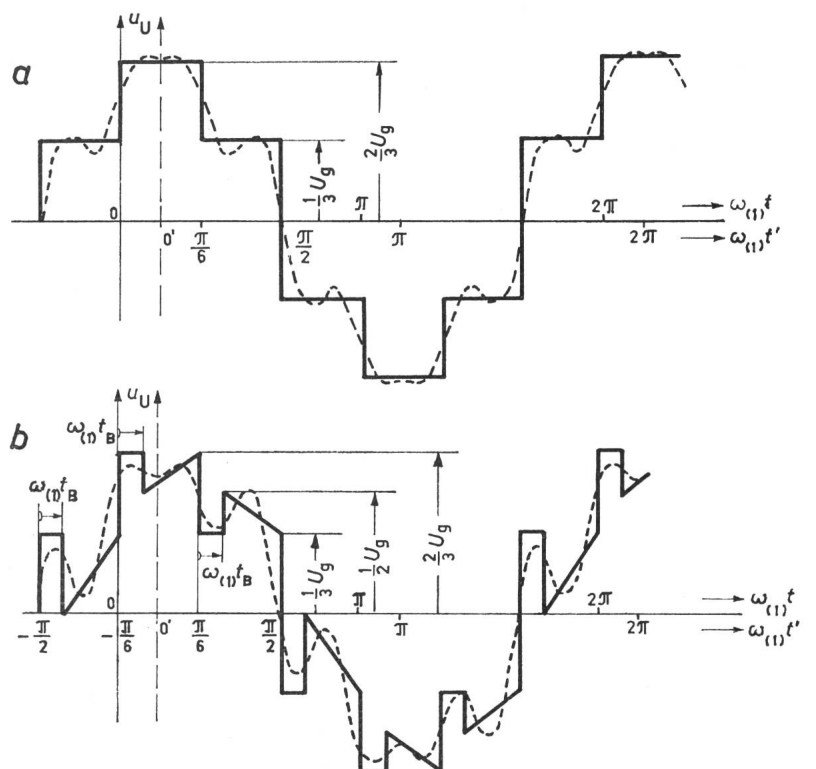 a
u_U
2/3 U_g
1/3 U_g
0
0'
π/6
π/2
π
π
2π
2π
ω_(1)t
ω_(1)t'
b
u_U
ω_(1)t_B
ω_(1)t_B
ω_(1)t_B
1/3 U_g
1/2 U_g
2/3 U_g
0
-π/2
-π/6
0'
π/6
π/2
π
π
2π
2π
ω_(1)t
ω_(1)t'